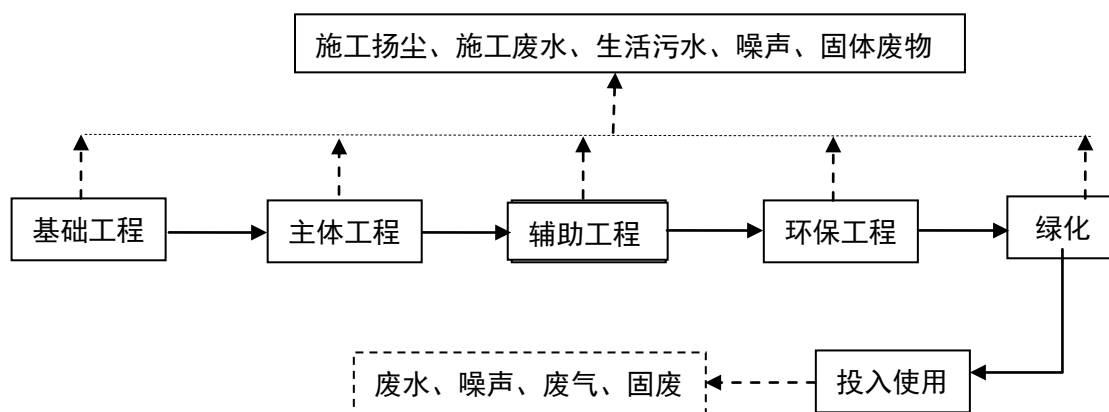 施工扬尘、施工废水、生活污水、噪声、固体废物
基础工程
主体工程
辅助工程
环保工程
绿化
废水、噪声、废气、固废
投入使用